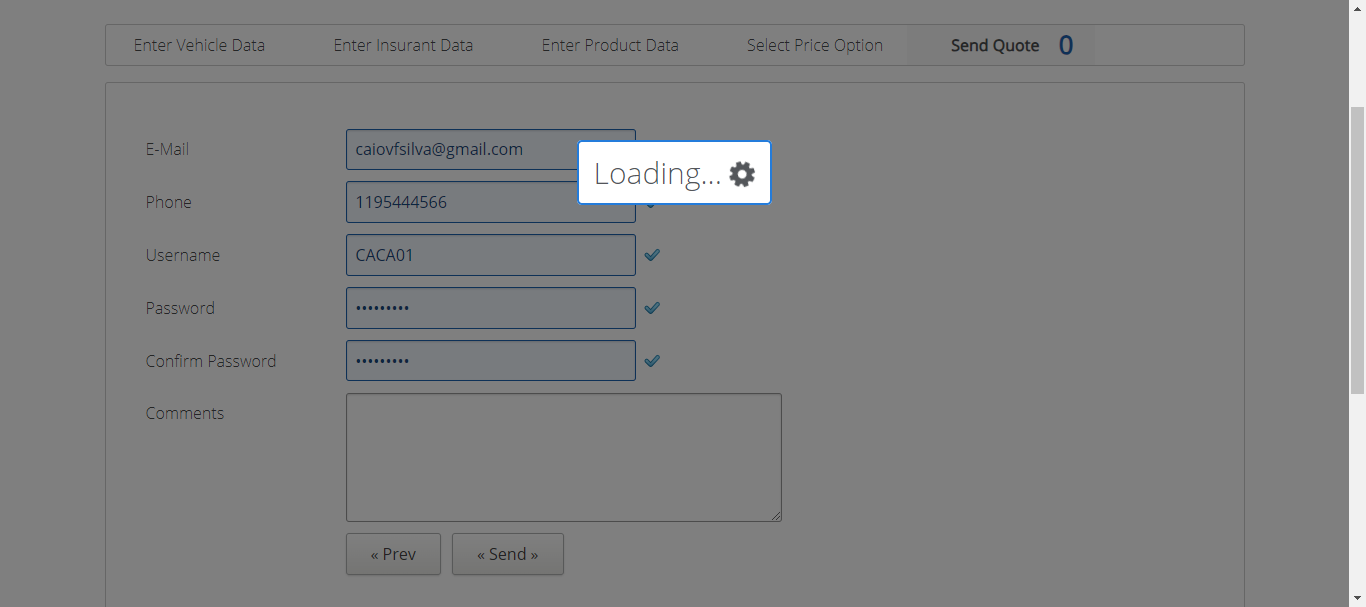 Enter Vehicle Data
Enter Insurant Data
Enter Product Data
Select Price Option
Send Quote 0
E-Mail
caiovfsilva@gmail.com
Loading...
Phone
1195444566
Username
CACA01
Password
•••••••••
Confirm Password
•••••••••
Comments
« Prev
« Send »